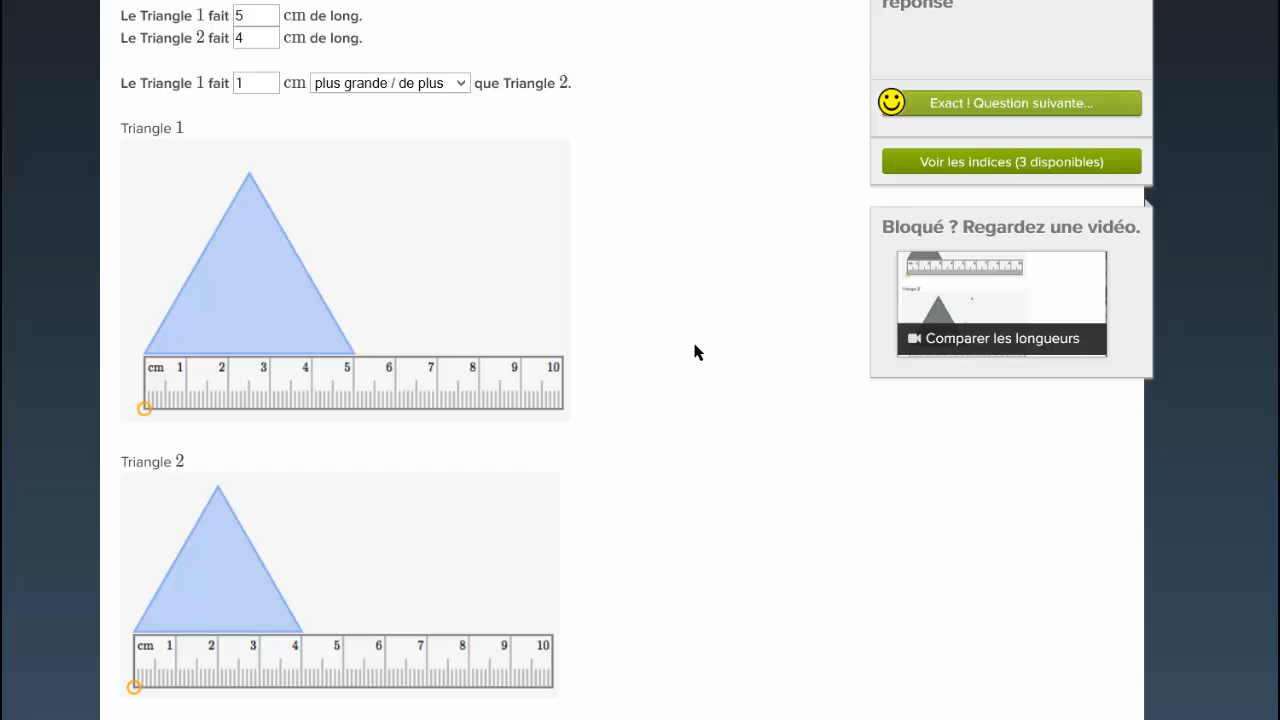 Le Triangle 1 fait 5 cm de long.
Le Triangle 2 fait 4 cm de long.
Le Triangle 1 fait 1 cm plus grande / de plus que Triangle 2.
Triangle 1
cm 1 2 3 4 5 6 7 8 9 10
Triangle 2
cm 1 2 3 4 5 6 7 8 9 10
réponse
Exact ! Question suivante...
Voir les indices (3 disponibles)
Bloqué ? Regardez une vidéo.
Comparer les longueurs